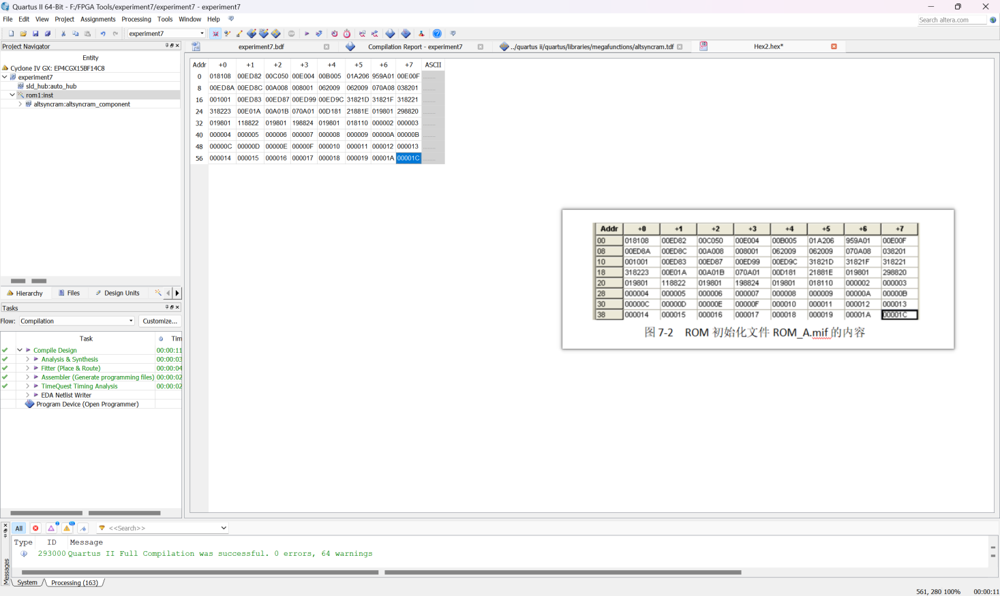 Quartus II 64-Bit - F:/FPGA Tools/experiment7/experiment7 - experiment7
File Edit View Project Assignments Processing Tools Window Help
Search altera.com
experiment7
Project Navigator
Entity
Cyclone IV GX: EP4CGX15BF14C8
experiment7
sld_hub:auto_hub
rom1:inst
altsyncram:altsyncram_component
Hierarchy Files Design Units
Tasks
Flow: Compilation Customize...
Task Tim
Compile Design 00:00:11
Analysis & Synthesis 00:00:03
Fitter (Place & Route) 00:00:04
Assembler (Generate programming files) 00:00:02
TimeQuest Timing Analysis 00:00:02
EDA Netlist Writer
Program Device (Open Programmer)
experiment7.bdf Compilation Report - experiment7 ../quartus ii/quartus/libraries/megafunctions/altsyncram.tdf Hex2.hex*
Addr +0 +1 +2 +3 +4 +5 +6 +7 ASCII
0 018108 00ED82 00C050 00E004 00B005 01A206 959A01 00E00F ........
8 00ED8A 00ED8C 00A008 008001 062009 062009 070A08 038201 ........
16 001001 00ED83 00ED87 00ED99 00ED9C 31821D 31821F 318221 ........
24 318223 00E01A 00A01B 070A01 00D181 21881E 019801 298820 ........
32 019801 118822 019801 198824 019801 018110 000002 000003 ........
40 000004 000005 000006 000007 000008 000009 00000A 00000B ........
48 00000C 00000D 00000E 00000F 000010 000011 000012 000013 ........
56 000014 000015 000016 000017 000018 000019 00001A 00001C ........
Addr +0 +1 +2 +3 +4 +5 +6 +7
00 018108 00ED82 00C050 00E004 00B005 01A206 959A01 00E00F
08 00ED8A 00ED8C 00A008 008001 062009 062009 070A08 038201
10 001001 00ED83 00ED87 00ED99 00ED9C 31821D 31821F 318221
18 318223 00E01A 00A01B 070A01 00D181 21881E 019801 298820
20 019801 118822 019801 198824 019801 018110 000002 000003
28 000004 000005 000006 000007 000008 000009 00000A 00000B
30 00000C 00000D 00000E 00000F 000010 000011 000012 000013
38 000014 000015 000016 000017 000018 000019 00001A 00001C
图 7-2 ROM 初始化文件 ROM_A.mif 的内容
All <<Search>>
Type ID Message
293000 Quartus II Full Compilation was successful. 0 errors, 64 warnings
Messages
System Processing (163)
561, 280 100% 00:00:11